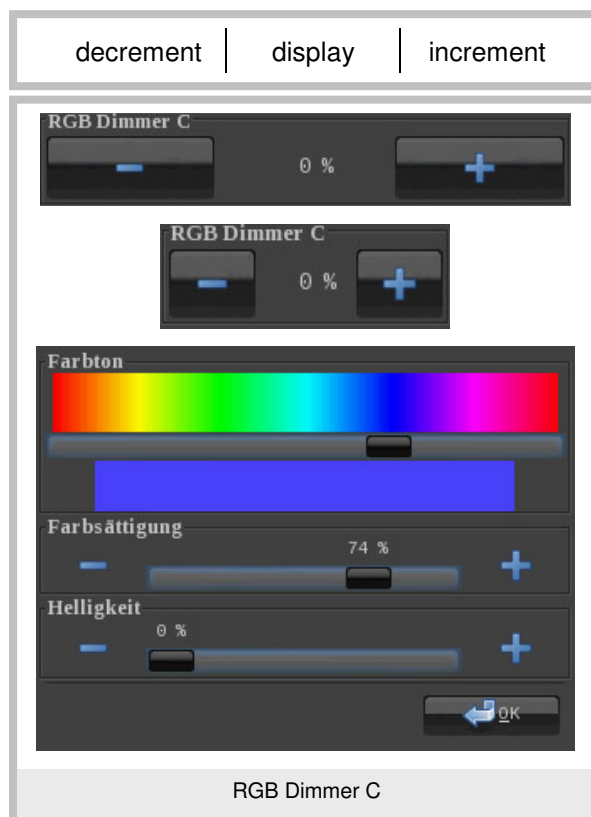 decrement display increment
RGB Dimmer C
0 %
RGB Dimmer C
0 %
Farbton
Farbsättigung
74 %
Helligkeit
0 %
OK
RGB Dimmer C